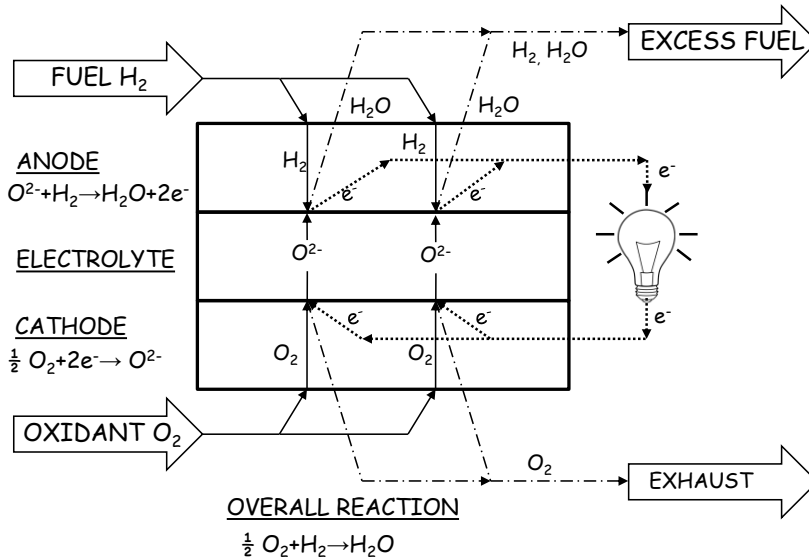 H₂, H₂O
EXCESS FUEL
FUEL H₂
H₂O
H₂O
H₂
H₂
ANODE
O²⁻+H₂→H₂O+2e⁻
e⁻
e⁻
e⁻
O²⁻
O²⁻
ELECTROLYTE
CATHODE
½ O₂+2e⁻→ O²⁻
e⁻
e⁻
e⁻
O₂
O₂
OXIDANT O₂
O₂
EXHAUST
OVERALL REACTION
½ O₂+H₂→H₂O